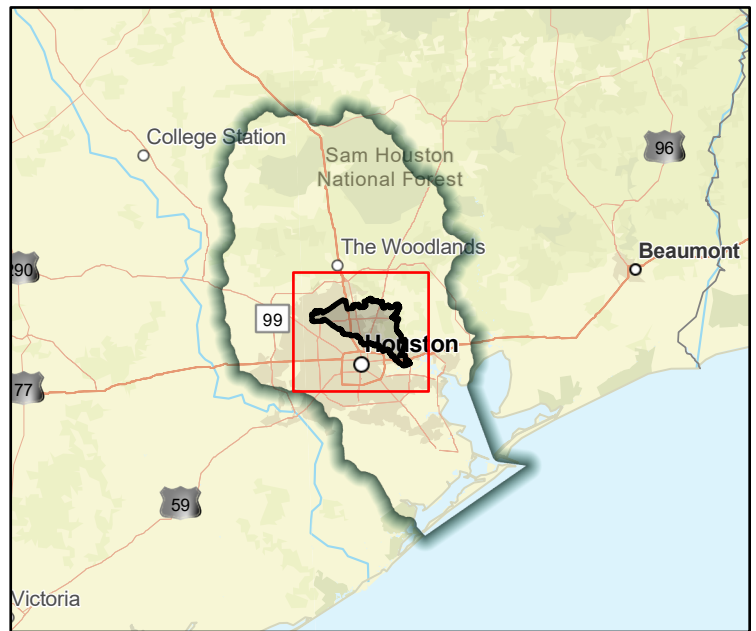 College Station
Sam Houston
National Forest
96
The Woodlands
Beaumont
290
99
Houston
77
59
Victoria